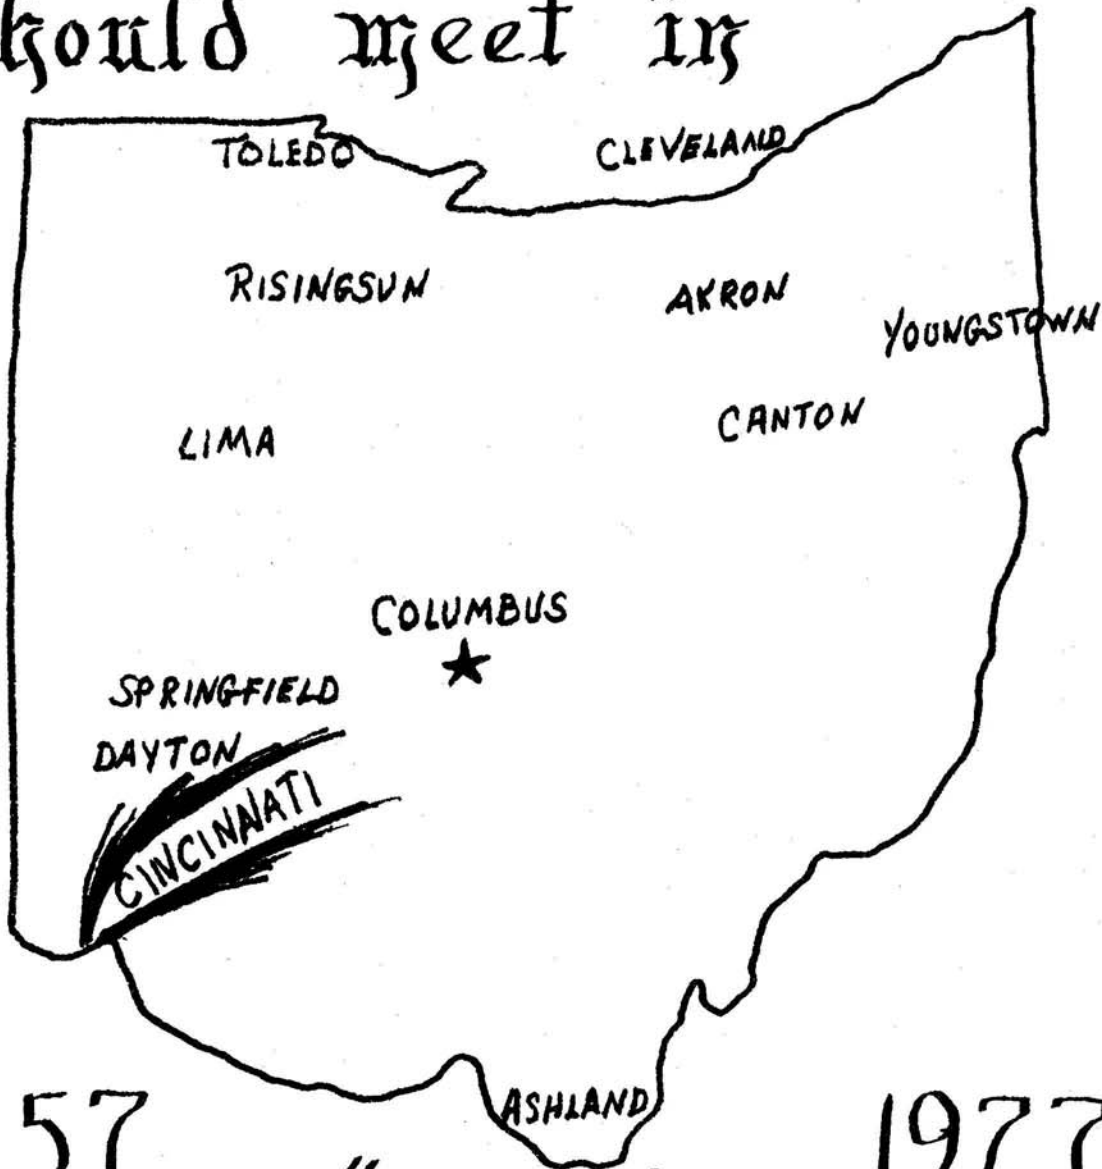 hould meet in
TOLEDO
CLEVELAND
RISINGSUN
AKRON
YOUNGSTOWN
LIMA
CANTON
COLUMBUS
SPRINGFIELD
DAYTON
CINCINNATI
ASHLAND
57
1977